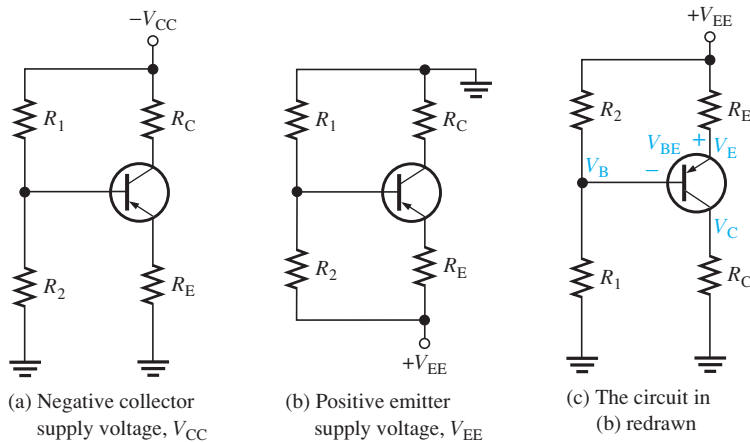 −V_CC
R_1
R_C
R_2
R_E
(a) Negative collector
supply voltage, V_CC
R_1
R_C
R_2
R_E
+V_EE
(b) Positive emitter
supply voltage, V_EE
+V_EE
R_2
R_E
V_BE
+
V_E
V_B
−
V_C
R_1
R_C
(c) The circuit in
(b) redrawn